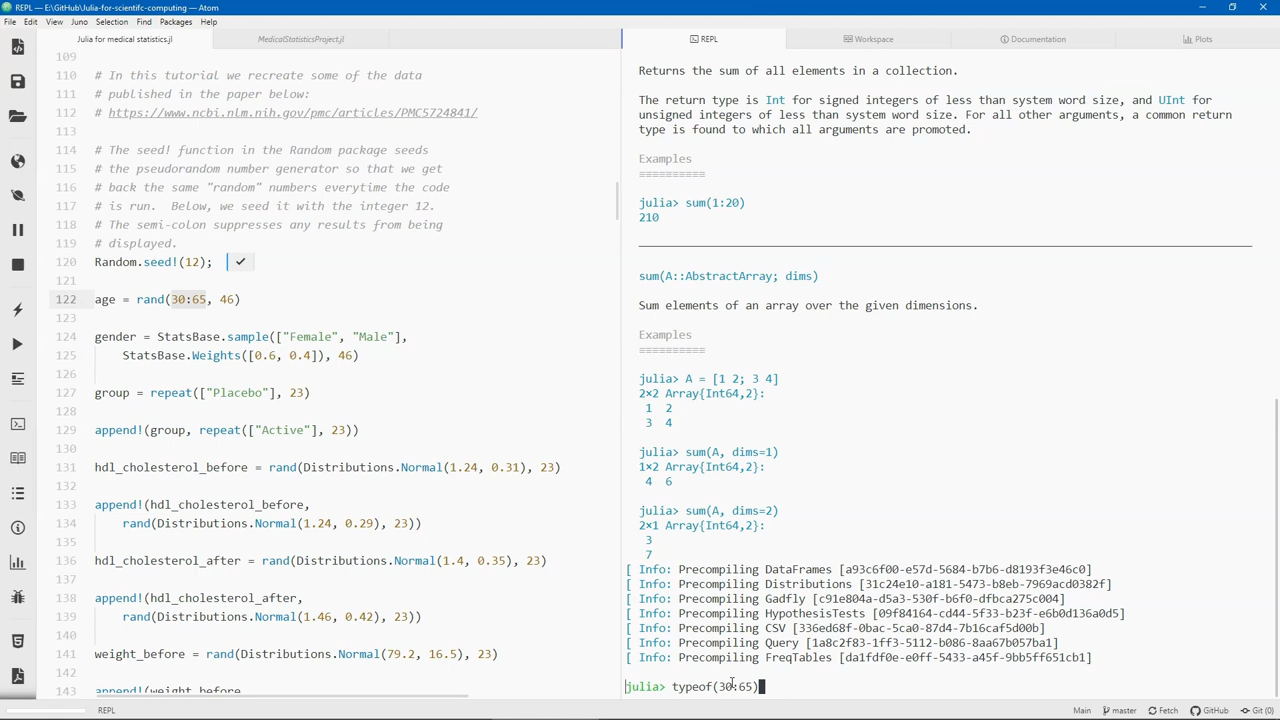 REPL — E:\GitHub\Julia-for-scientifc-computing — Atom
File Edit View Juno Selection Find Packages Help
Julia for medical statistics.jl
MedicalStatisticsProject.jl
REPL
Workspace
Documentation
Plots
109
110 # In this tutorial we recreate some of the data
111 # published in the paper below:
112 # https://www.ncbi.nlm.nih.gov/pmc/articles/PMC5724841/
113
114 # The seed! function in the Random package seeds
115 # the pseudorandom number generator so that we get
116 # back the same "random" numbers everytime the code
117 # is run.  Below, we seed it with the integer 12.
118 # The semi-colon suppresses any results from being
119 # displayed.
120 Random.seed!(12);
121
122 age = rand(30:65, 46)
123
124 gender = StatsBase.sample(["Female", "Male"],
125 StatsBase.Weights([0.6, 0.4]), 46)
126
127 group = repeat(["Placebo"], 23)
128
129 append!(group, repeat(["Active"], 23))
130
131 hdl_cholesterol_before = rand(Distributions.Normal(1.24, 0.31), 23)
132
133 append!(hdl_cholesterol_before,
134 rand(Distributions.Normal(1.24, 0.29), 23))
135
136 hdl_cholesterol_after = rand(Distributions.Normal(1.4, 0.35), 23)
137
138 append!(hdl_cholesterol_after,
139 rand(Distributions.Normal(1.46, 0.42), 23))
140
141 weight_before = rand(Distributions.Normal(79.2, 16.5), 23)
142
143 append!(weight_before,
Returns the sum of all elements in a collection.
The return type is Int for signed integers of less than system word size, and UInt for
unsigned integers of less than system word size. For all other arguments, a common return
type is found to which all arguments are promoted.
Examples
==========
julia> sum(1:20)
210
sum(A::AbstractArray; dims)
Sum elements of an array over the given dimensions.
Examples
==========
julia> A = [1 2; 3 4]
2×2 Array{Int64,2}:
1 2
3 4
julia> sum(A, dims=1)
1×2 Array{Int64,2}:
4 6
julia> sum(A, dims=2)
2×1 Array{Int64,2}:
3
7
[ Info: Precompiling DataFrames [a93c6f00-e57d-5684-b7b6-d8193f3e46c0]
[ Info: Precompiling Distributions [31c24e10-a181-5473-b8eb-7969acd0382f]
[ Info: Precompiling Gadfly [c91e804a-d5a3-530f-b6f0-dfbca275c004]
[ Info: Precompiling HypothesisTests [09f84164-cd44-5f33-b23f-e6b0d136a0d5]
[ Info: Precompiling CSV [336ed68f-0bac-5ca0-87d4-7b16caf5d00b]
[ Info: Precompiling Query [1a8c2f83-1ff3-5112-b086-8aa67b057ba1]
[ Info: Precompiling FreqTables [da1fdf0e-e0ff-5433-a45f-9bb5ff651cb1]
julia> typeof(30:65)
REPL
Main master Fetch GitHub Git (0)